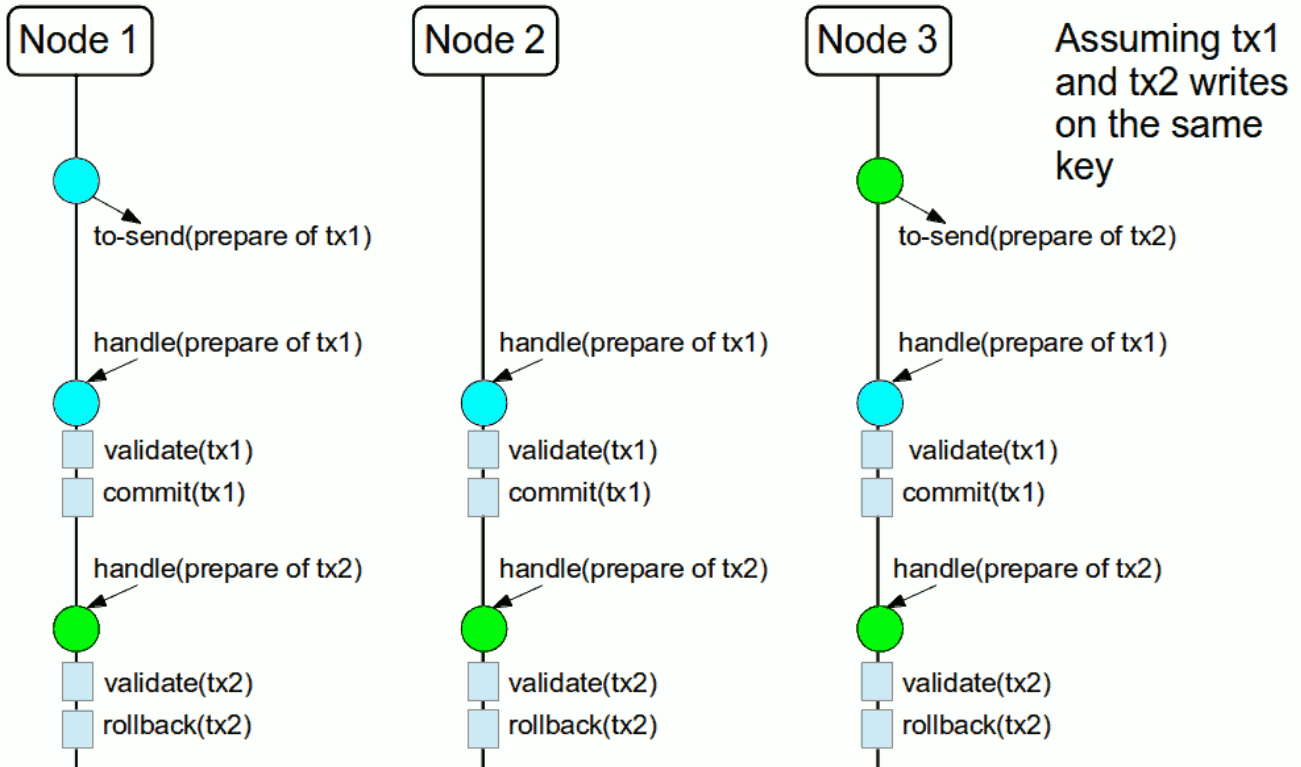 Node 1
Node 2
Node 3
Assuming tx1
and tx2 writes
on the same
key
to-send(prepare of tx1)
to-send(prepare of tx2)
handle(prepare of tx1)
handle(prepare of tx1)
handle(prepare of tx1)
validate(tx1)
validate(tx1)
validate(tx1)
commit(tx1)
commit(tx1)
commit(tx1)
handle(prepare of tx2)
handle(prepare of tx2)
handle(prepare of tx2)
validate(tx2)
validate(tx2)
validate(tx2)
rollback(tx2)
rollback(tx2)
rollback(tx2)